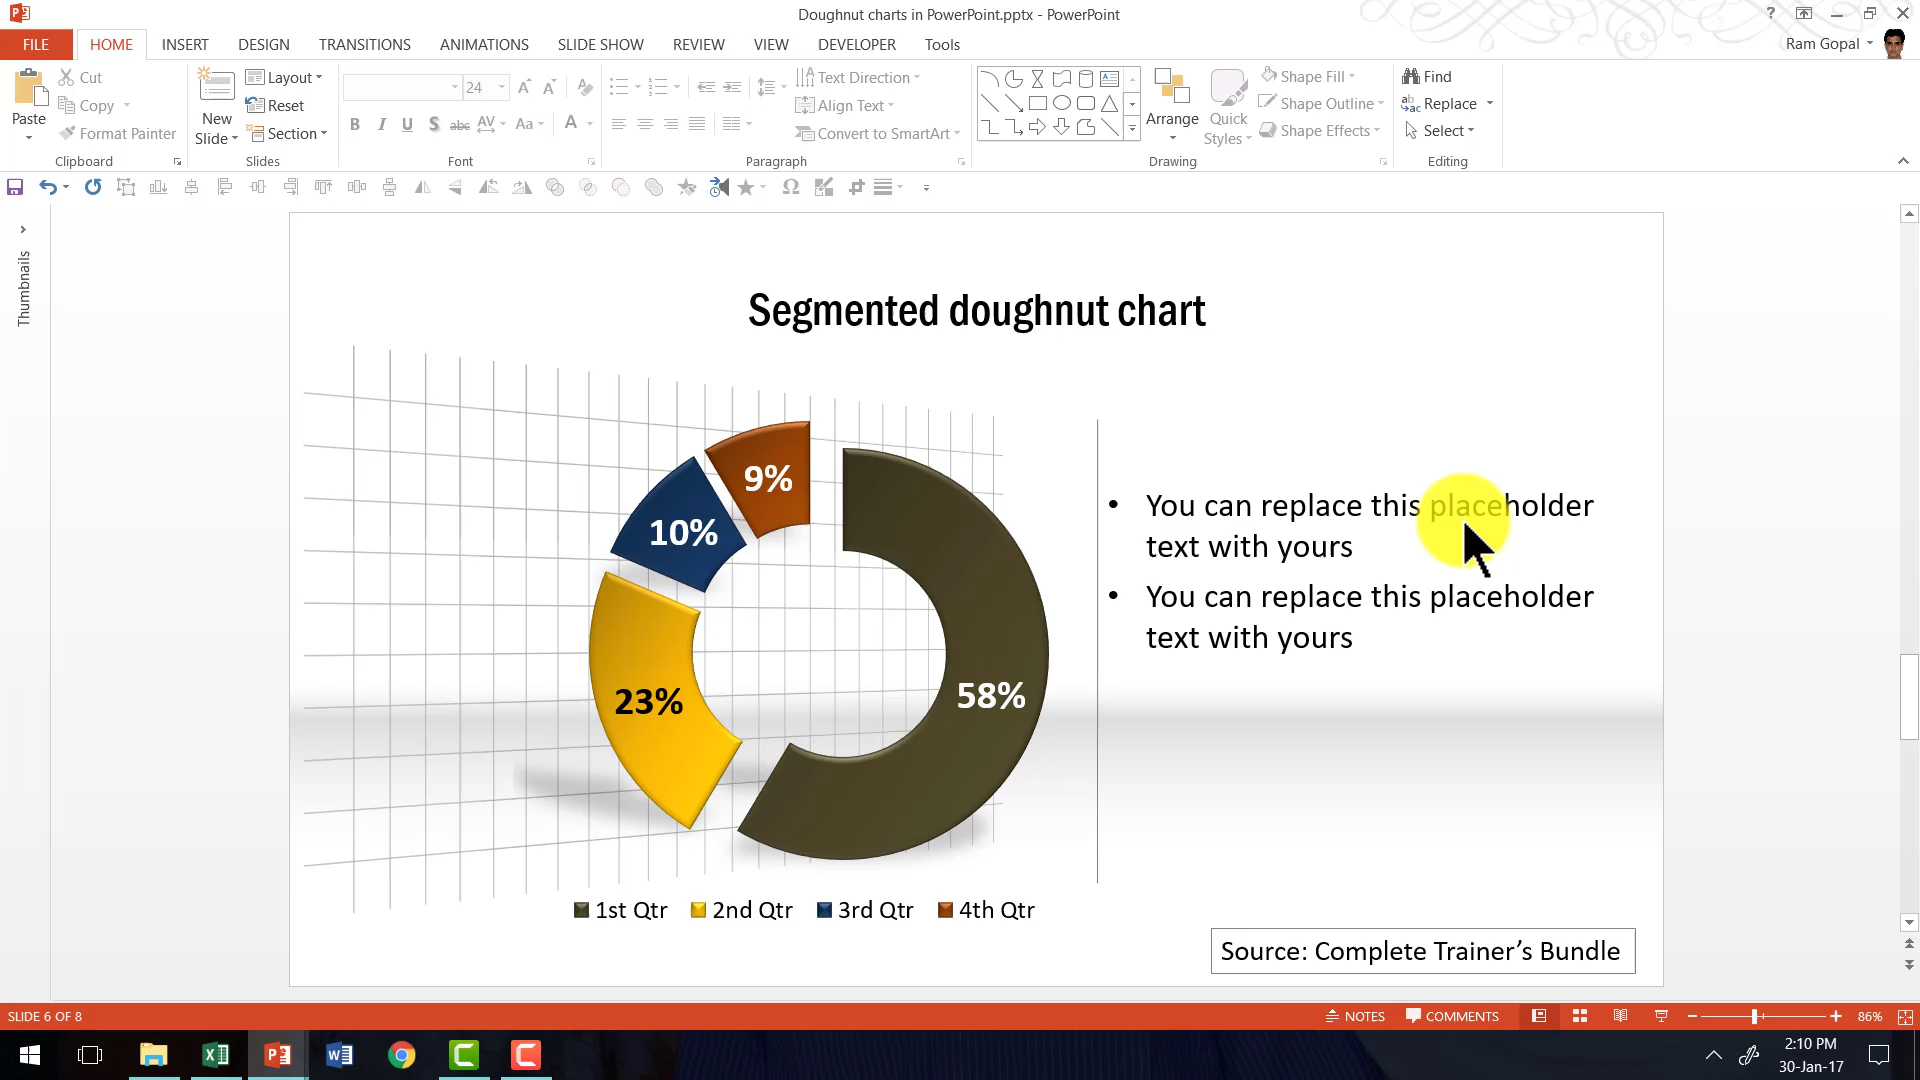 Doughnut charts in PowerPoint.pptx - PowerPoint
?
FILE HOME INSERT DESIGN TRANSITIONS ANIMATIONS SLIDE SHOW REVIEW VIEW DEVELOPER Tools Ram Gopal
Paste
Cut
Copy
Format Painter
Clipboard
New
Slide
Layout
Reset
Section
Slides
24
B I U S abc AV Aa A
Font
Text Direction
Align Text
Convert to SmartArt
Paragraph
Arrange
Quick
Styles
Shape Fill
Shape Outline
Shape Effects
Drawing
Find
Replace
Select
Editing
Thumbnails
Segmented doughnut chart
9%
10%
23%
58%
1st Qtr 2nd Qtr 3rd Qtr 4th Qtr
• You can replace this placeholder
text with yours
• You can replace this placeholder
text with yours
Source: Complete Trainer’s Bundle
SLIDE 6 OF 8 NOTES COMMENTS 86%
2:10 PM
30-Jan-17